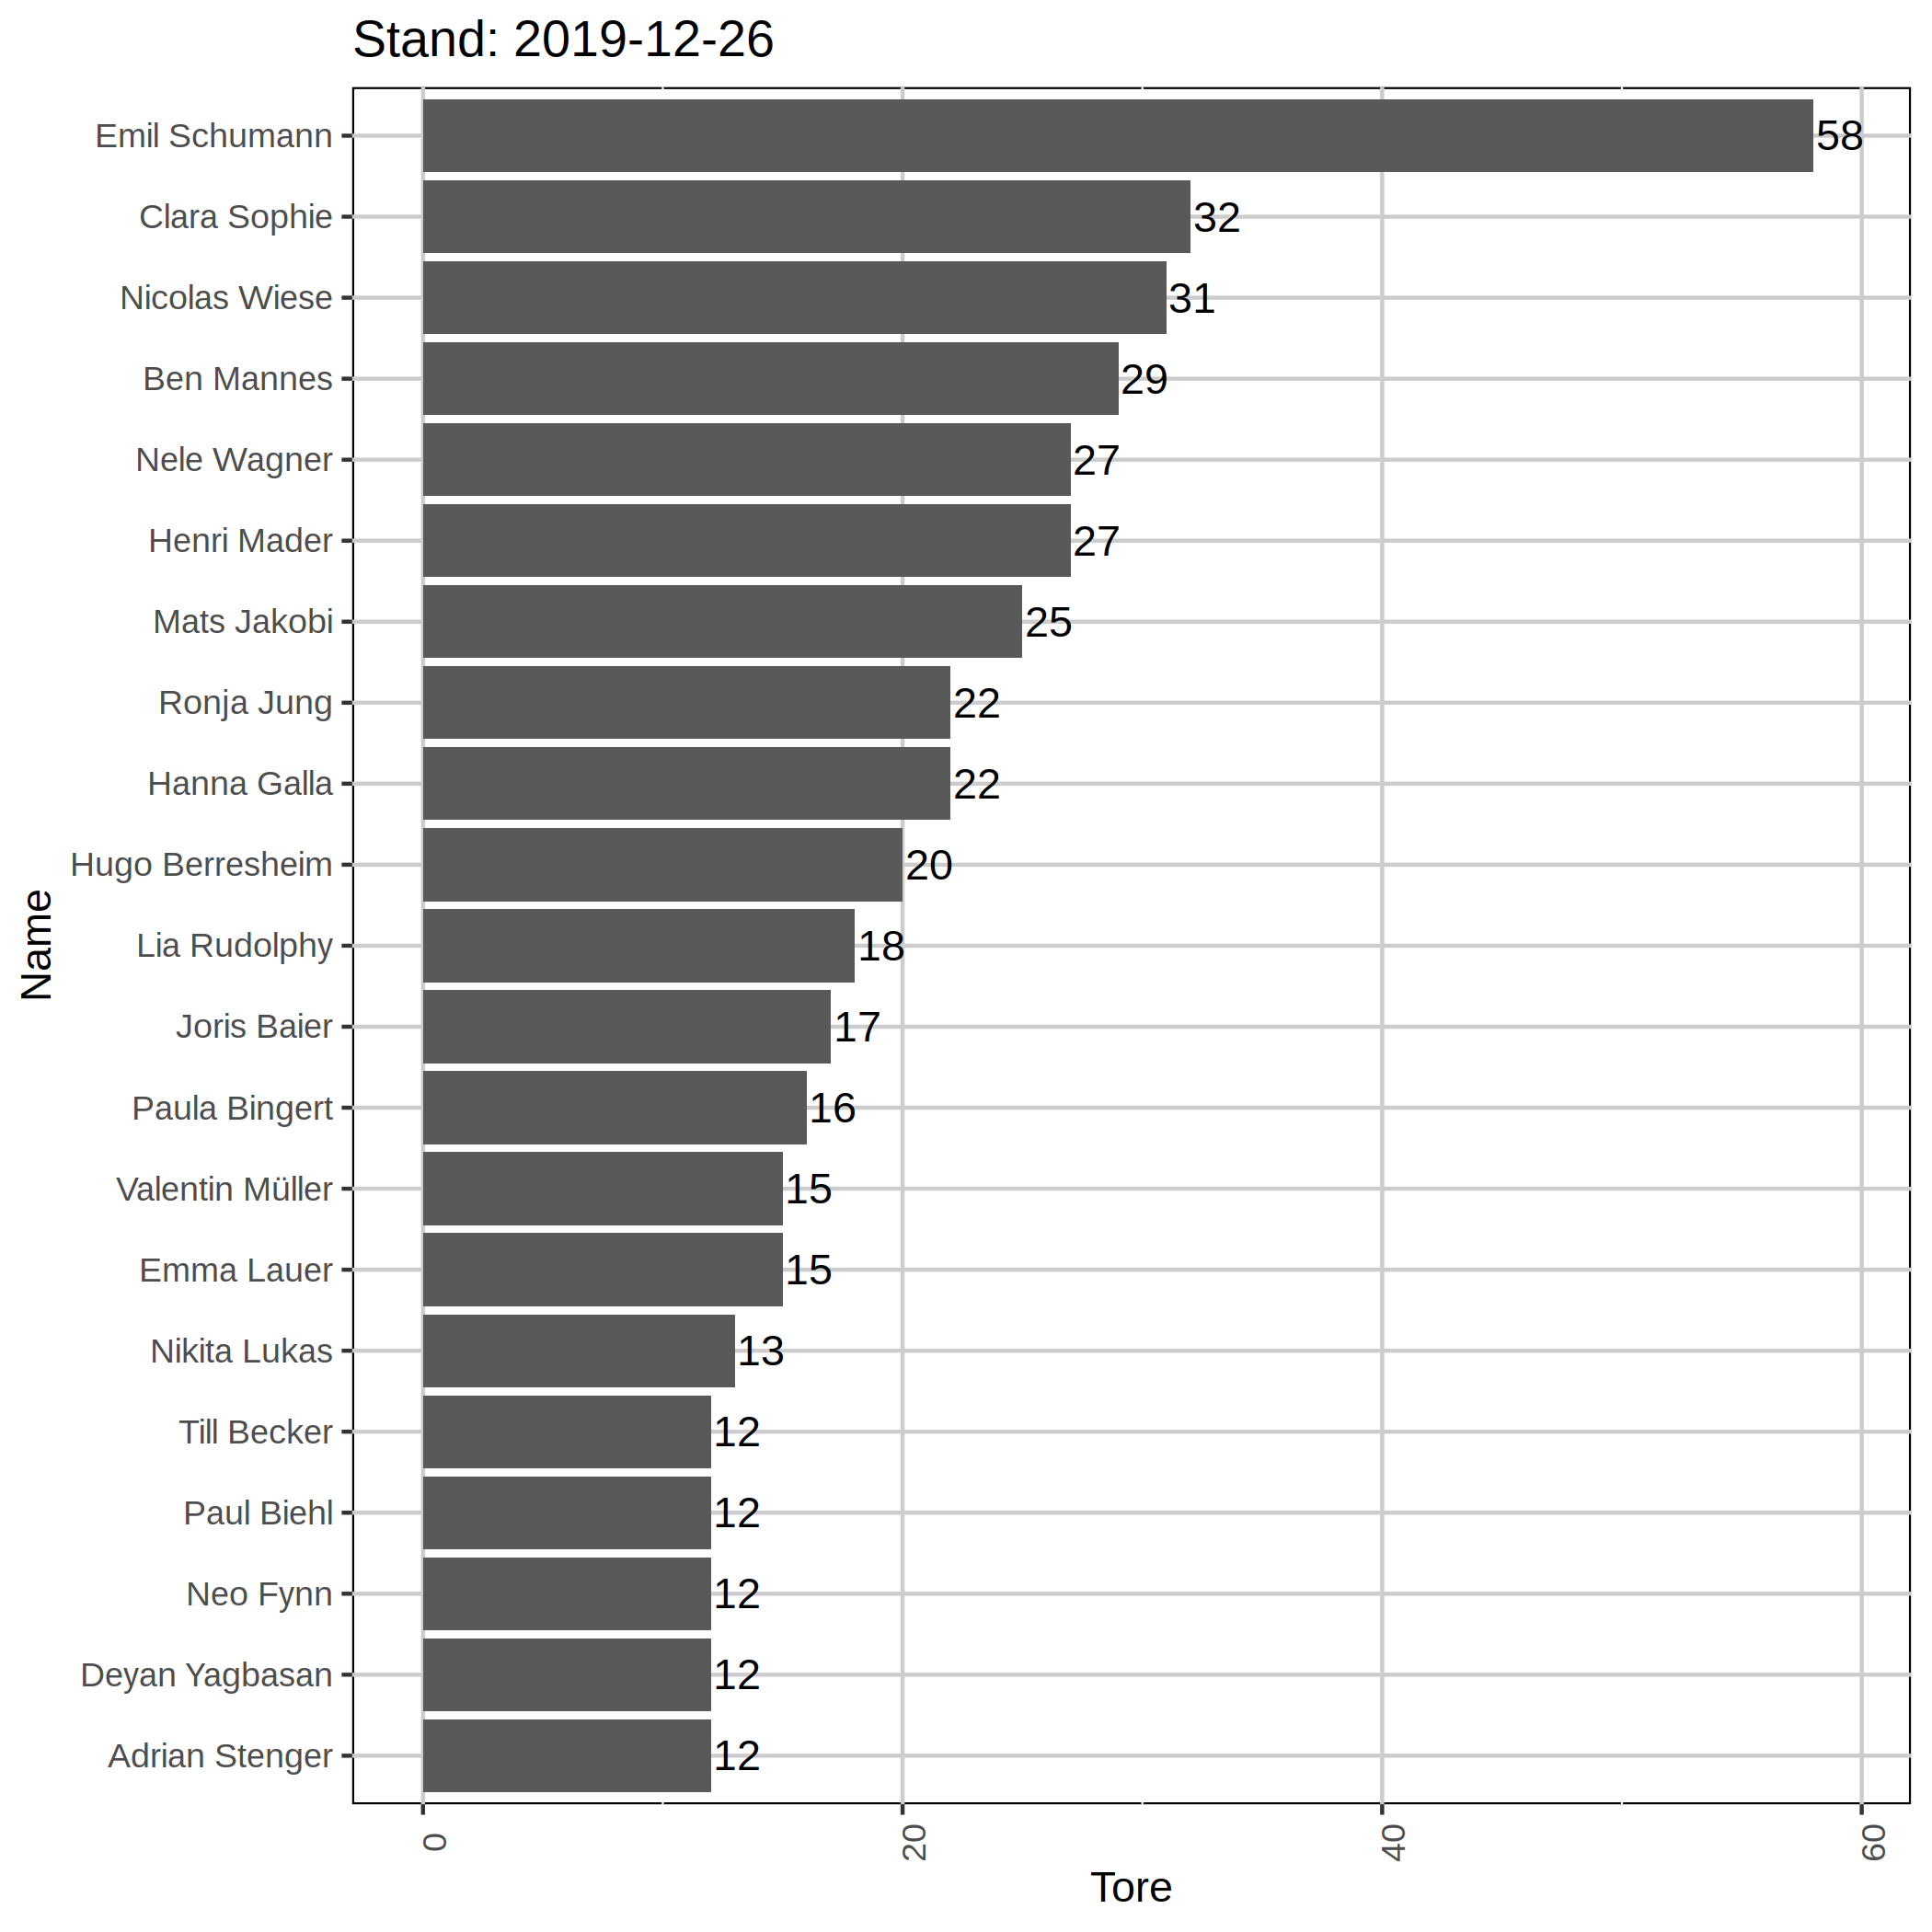 Stand: 2019-12-26
Emil Schumann 58
Clara Sophie 32
Nicolas Wiese 31
Ben Mannes 29
Nele Wagner 27
Henri Mader 27
Mats Jakobi 25
Ronja Jung 22
Hanna Galla 22
Hugo Berresheim 20
Lia Rudolphy 18
Joris Baier 17
Paula Bingert 16
Valentin Müller 15
Emma Lauer 15
Nikita Lukas 13
Till Becker 12
Paul Biehl 12
Neo Fynn 12
Deyan Yagbasan 12
Adrian Stenger 12
Name
0 20 40 60
Tore